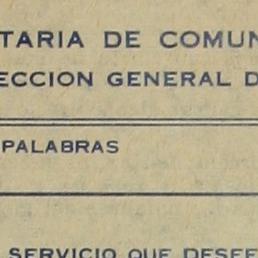 TARIA DE COMUN
ECCION GENERAL D
PALABRAS
SERVICIO QUE DESEE